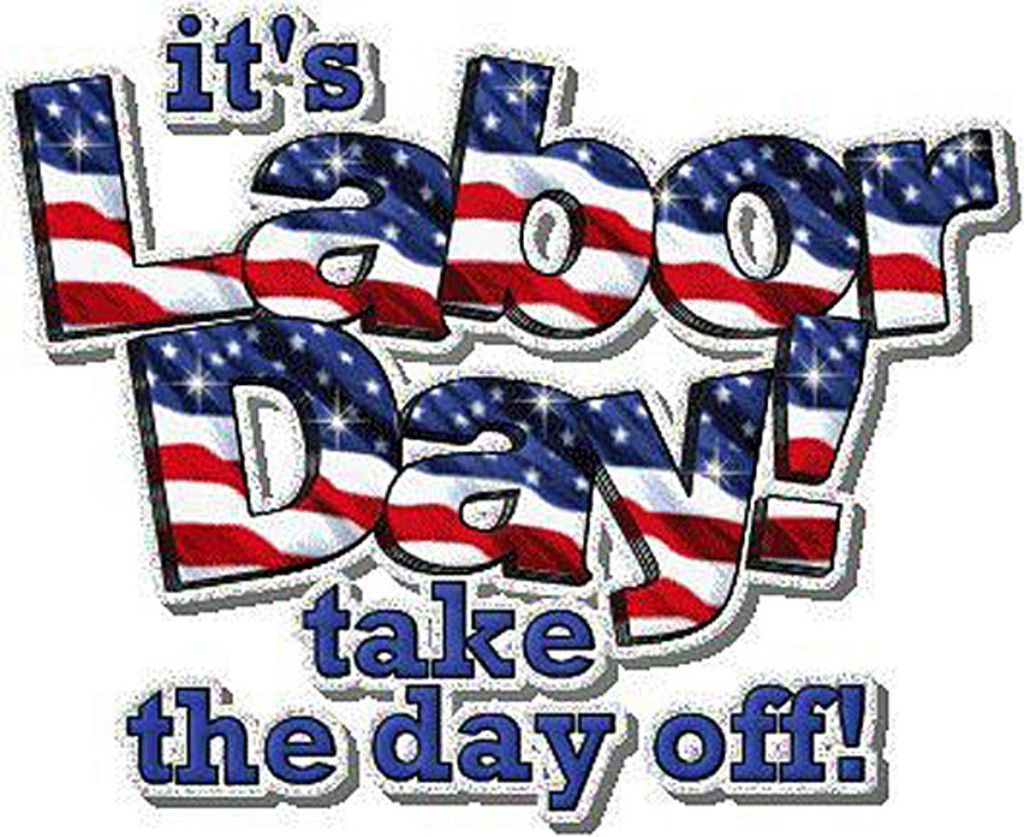 it's
Labor
Day!
take
the day off!